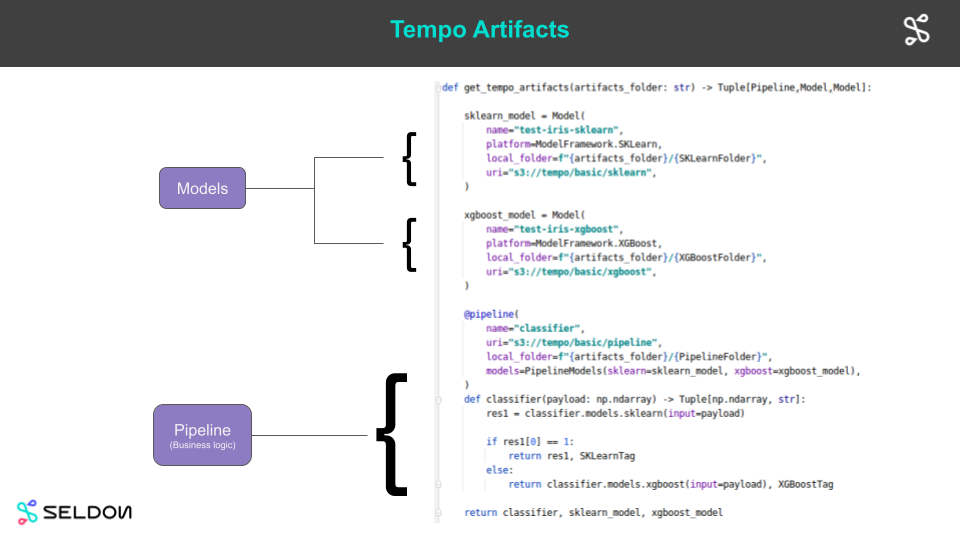 Tempo Artifacts
Models
Pipeline
(Business logic)
def get_tempo_artifacts(artifacts_folder: str) -> Tuple[Pipeline,Model,Model]:
    sklearn_model = Model(
        name="test-iris-sklearn",
        platform=ModelFramework.SKLearn,
        local_folder=f"{artifacts_folder}/{SKLearnFolder}",
        uri="s3://tempo/basic/sklearn",
    )
    xgboost_model = Model(
        name="test-iris-xgboost",
        platform=ModelFramework.XGBoost,
        local_folder=f"{artifacts_folder}/{XGBoostFolder}",
        uri="s3://tempo/basic/xgboost",
    )
    @pipeline(
        name="classifier",
        uri="s3://tempo/basic/pipeline",
        local_folder=f"{artifacts_folder}/{PipelineFolder}",
        models=PipelineModels(sklearn=sklearn_model, xgboost=xgboost_model),
    )
    def classifier(payload: np.ndarray) -> Tuple[np.ndarray, str]:
        res1 = classifier.models.sklearn(input=payload)
        if res1[0] == 1:
            return res1, SKLearnTag
        else:
            return classifier.models.xgboost(input=payload), XGBoostTag
    return classifier, sklearn_model, xgboost_model
SELDON